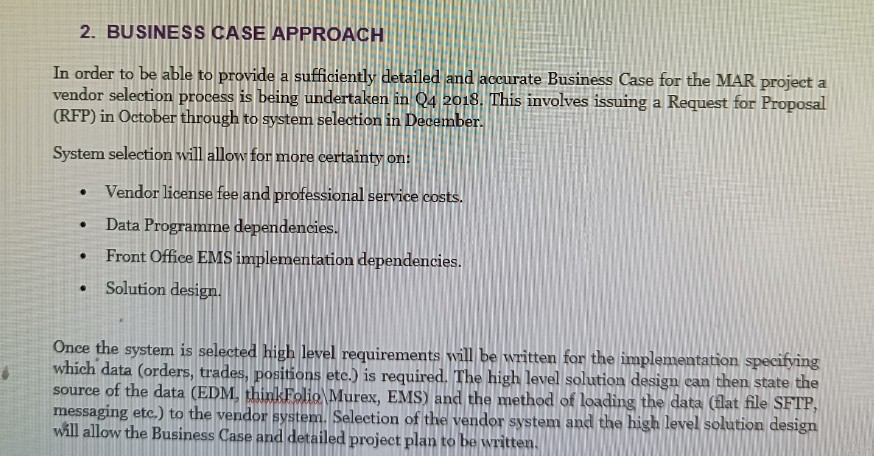 2. BUSINESS CASE APPROACH
In order to be able to provide a sufficiently detailed and accurate Business Case for the MAR project a
vendor selection process is being undertaken in Q4 2018. This involves issuing a Request for Proposal
(RFP) in October through to system selection in December.
System selection will allow for more certainty on:
• Vendor license fee and professional service costs.
• Data Programme dependencies.
• Front Office EMS implementation dependencies.
• Solution design.
Once the system is selected high level requirements will be written for the implementation specifying
which data (orders, trades, positions etc.) is required. The high level solution design can then state the
source of the data (EDM, thinkFolio\Murex, EMS) and the method of loading the data (flat file SFTP,
messaging etc.) to the vendor system. Selection of the vendor system and the high level solution design
will allow the Business Case and detailed project plan to be written.